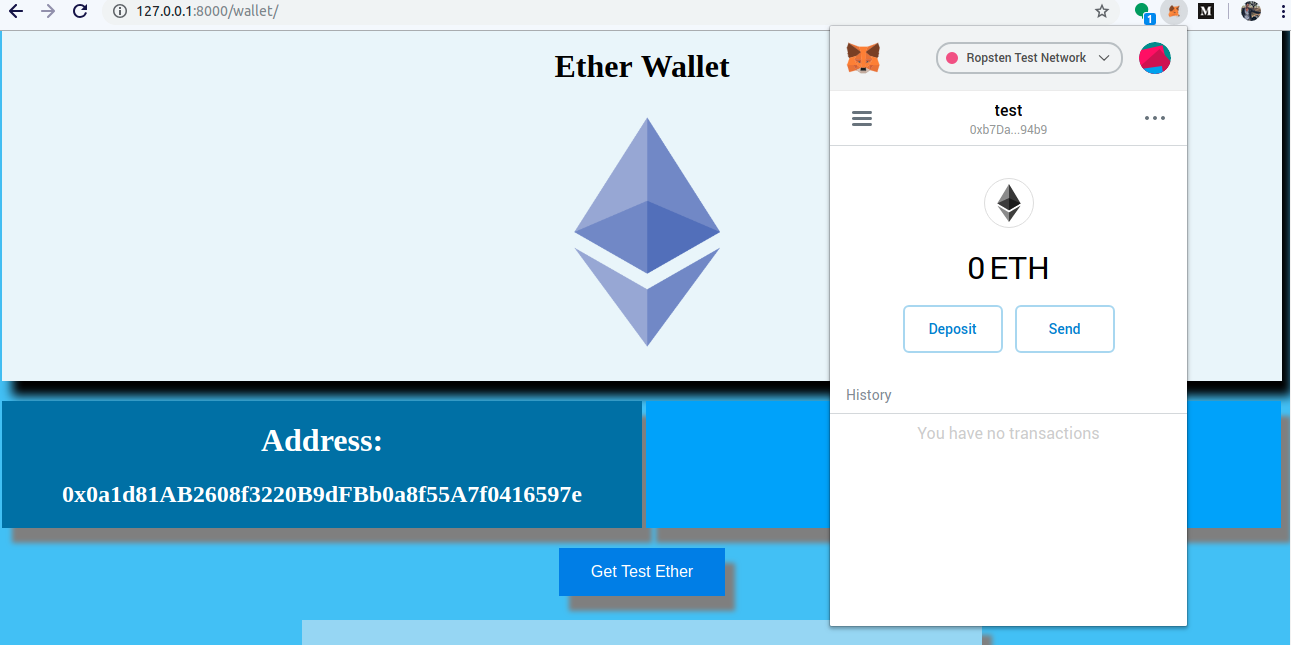 127.0.0.1:8000/wallet/
1
M
Ether Wallet
Address:
0x0a1d81AB2608f3220B9dFBb0a8f55A7f0416597e
Get Test Ether
Ropsten Test Network
test
0xb7Da...94b9
0 ETH
Deposit
Send
History
You have no transactions